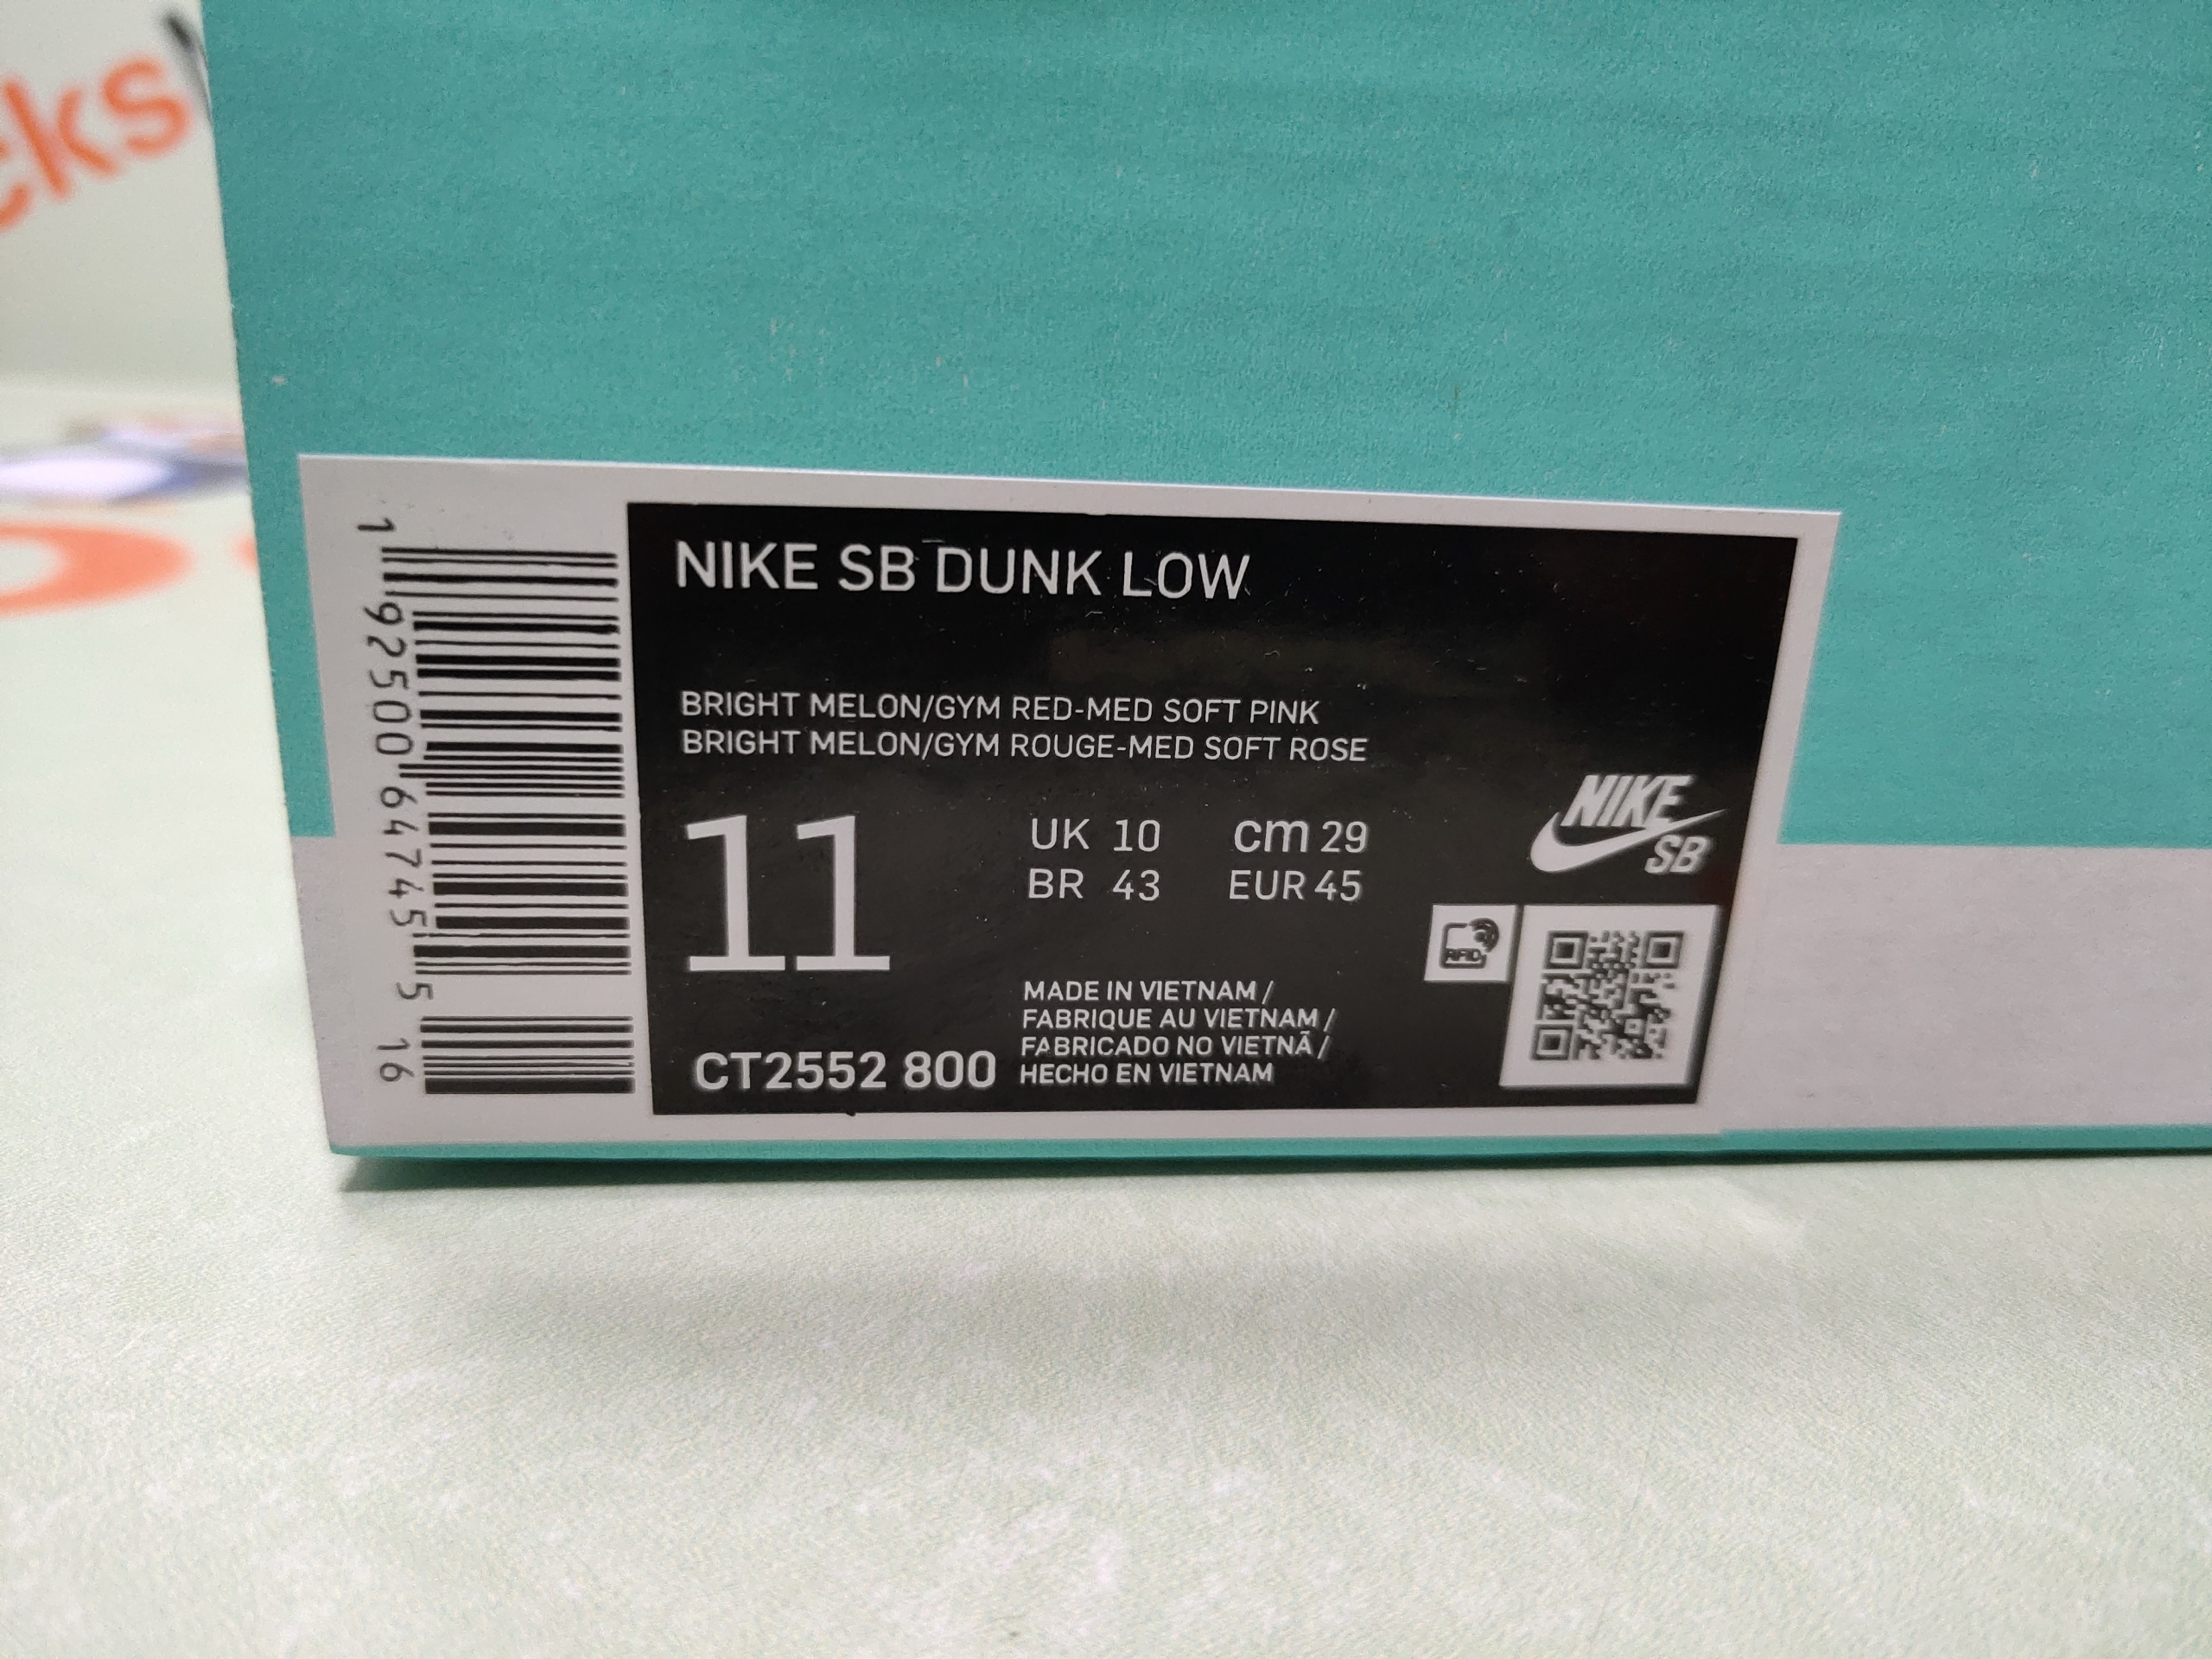 cks
1 92500 64745 5 16
NIKE SB DUNK LOW
BRIGHT MELON/GYM RED-MED SOFT PINK
BRIGHT MELON/GYM ROUGE-MED SOFT ROSE
11
UK 10 cm 29
BR 43 EUR 45
NIKE
SB
RFID
MADE IN VIETNAM /
FABRIQUE AU VIETNAM /
FABRICADO NO VIETNÃ /
HECHO EN VIETNAM
CT2552 800